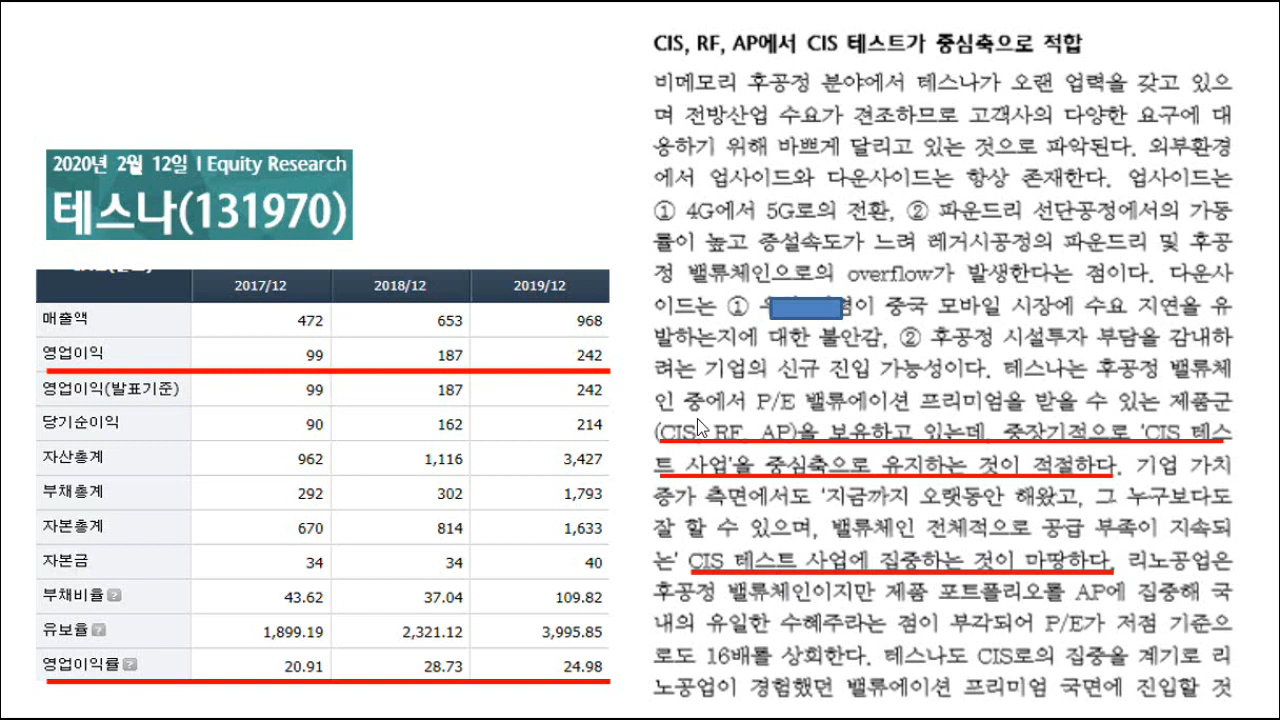 2020년 2월 12일 I Equity Research
테스나(131970)
2017/12 2018/12 2019/12
매출액 472 653 968
영업이익 99 187 242
영업이익(발표기준) 99 187 242
당기순이익 90 162 214
자산총계 962 1,116 3,427
부채총계 292 302 1,793
자본총계 670 814 1,633
자본금 34 34 40
부채비율 43.62 37.04 109.82
유보율 1,899.19 2,321.12 3,995.85
영업이익률 20.91 28.73 24.98
CIS, RF, AP에서 CIS 테스트가 중심축으로 적합
비메모리 후공정 분야에서 테스나가 오랜 업력을 갖고 있으
며 전방산업 수요가 견조하므로 고객사의 다양한 요구에 대
응하기 위해 바쁘게 달리고 있는 것으로 파악된다. 외부환경
에서 업사이드와 다운사이드는 항상 존재한다. 업사이드는
① 4G에서 5G로의 전환, ② 파운드리 선단공정에서의 가동
률이 높고 증설속도가 느려 레거시공정의 파운드리 및 후공
정 밸류체인으로의 overflow가 발생한다는 점이다. 다운사
이드는 ① 중국 모바일 시장에 수요 지연을 유
발하는지에 대한 불안감, ② 후공정 시설투자 부담을 감내하
려는 기업의 신규 진입 가능성이다. 테스나는 후공정 밸류체
인 중에서 P/E 밸류에이션 프리미엄을 받을 수 있는 제품군
(CIS, RF, AP)을 보유하고 있는데, 중장기적으로 'CIS 테스
트 사업'을 중심축으로 유지하는 것이 적절하다. 기업 가치
증가 측면에서도 '지금까지 오랫동안 해왔고, 그 누구보다도
잘 할 수 있으며, 밸류체인 전체적으로 공급 부족이 지속되
는' CIS 테스트 사업에 집중하는 것이 마땅하다. 리노공업은
후공정 밸류체인이지만 제품 포트폴리오를 AP에 집중해 국
내의 유일한 수혜주라는 점이 부각되어 P/E가 저점 기준으
로도 16배를 상회한다. 테스나도 CIS로의 집중을 계기로 리
노공업이 경험했던 밸류에이션 프리미엄 국면에 진입할 것